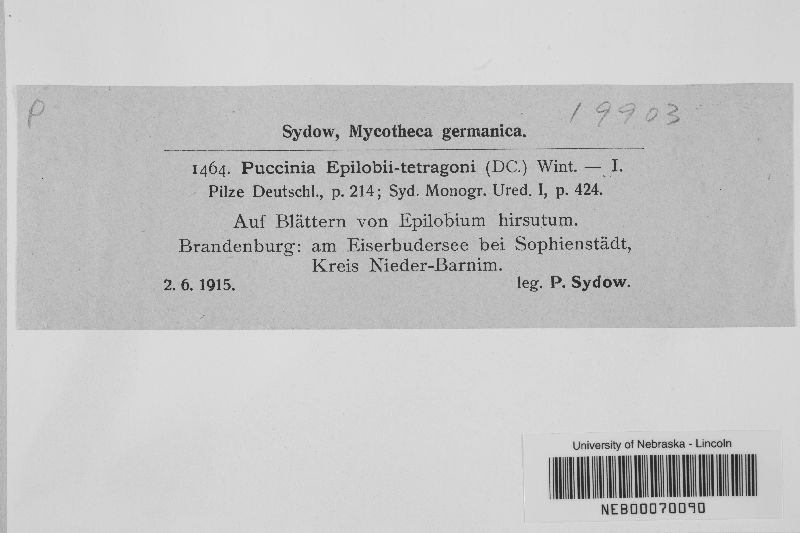 P
19903
Sydow, Mycotheca germanica.
1464. Puccinia Epilobii-tetragoni (DC.) Wint. — I.
Pilze Deutschl., p. 214; Syd. Monogr. Ured. I, p. 424.
Auf Blättern von Epilobium hirsutum.
Brandenburg: am Eiserbudersee bei Sophienstädt,
Kreis Nieder-Barnim.
2. 6. 1915. leg. P. Sydow.
University of Nebraska - Lincoln
NEB00070090